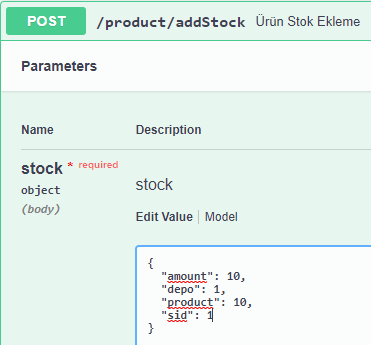 POST /product/addStock Ürün Stok Ekleme
Parameters
Name Description
stock * required stock
object
(body)
Edit Value | Model
{
"amount": 10,
"depo": 1,
"product": 10,
"sid": 1
}